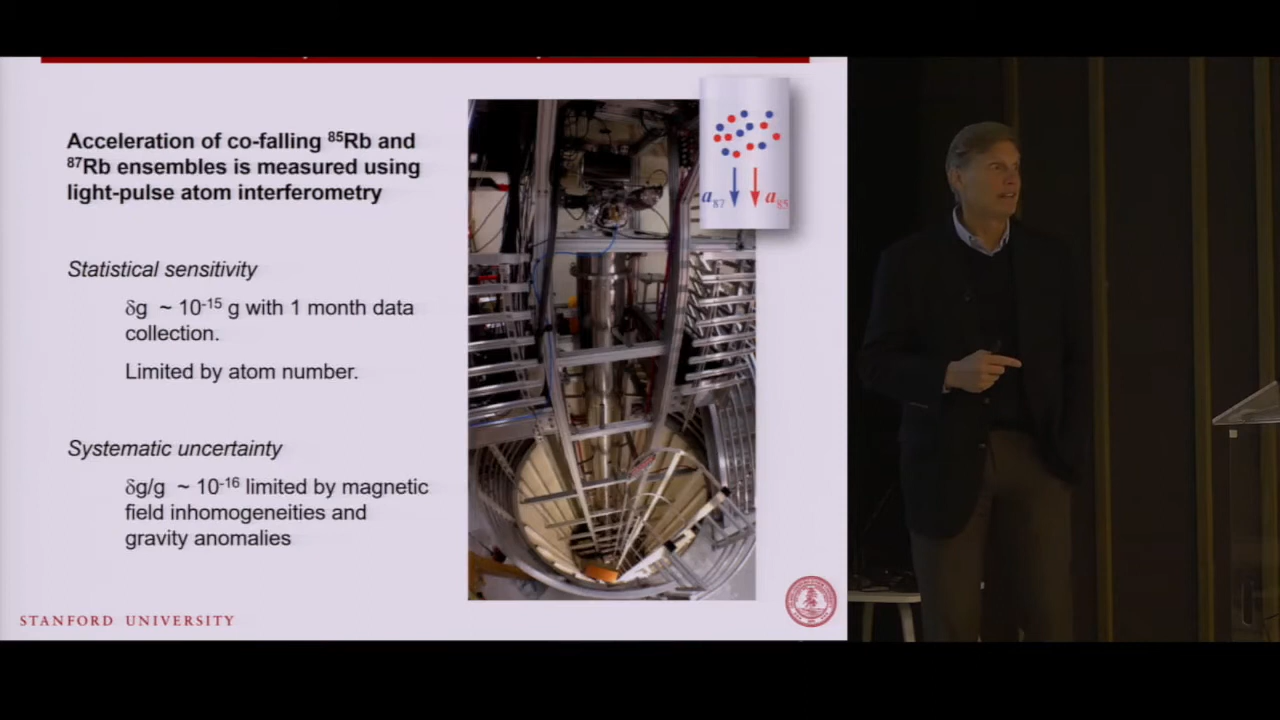 Acceleration of co-falling ⁸⁵Rb and
⁸⁷Rb ensembles is measured using
light-pulse atom interferometry
Statistical sensitivity
δg ~ 10⁻¹⁵ g with 1 month data
collection.
Limited by atom number.
Systematic uncertainty
δg/g ~ 10⁻¹⁶ limited by magnetic
field inhomogeneities and
gravity anomalies
a₈₇ a₈₅
STANFORD UNIVERSITY